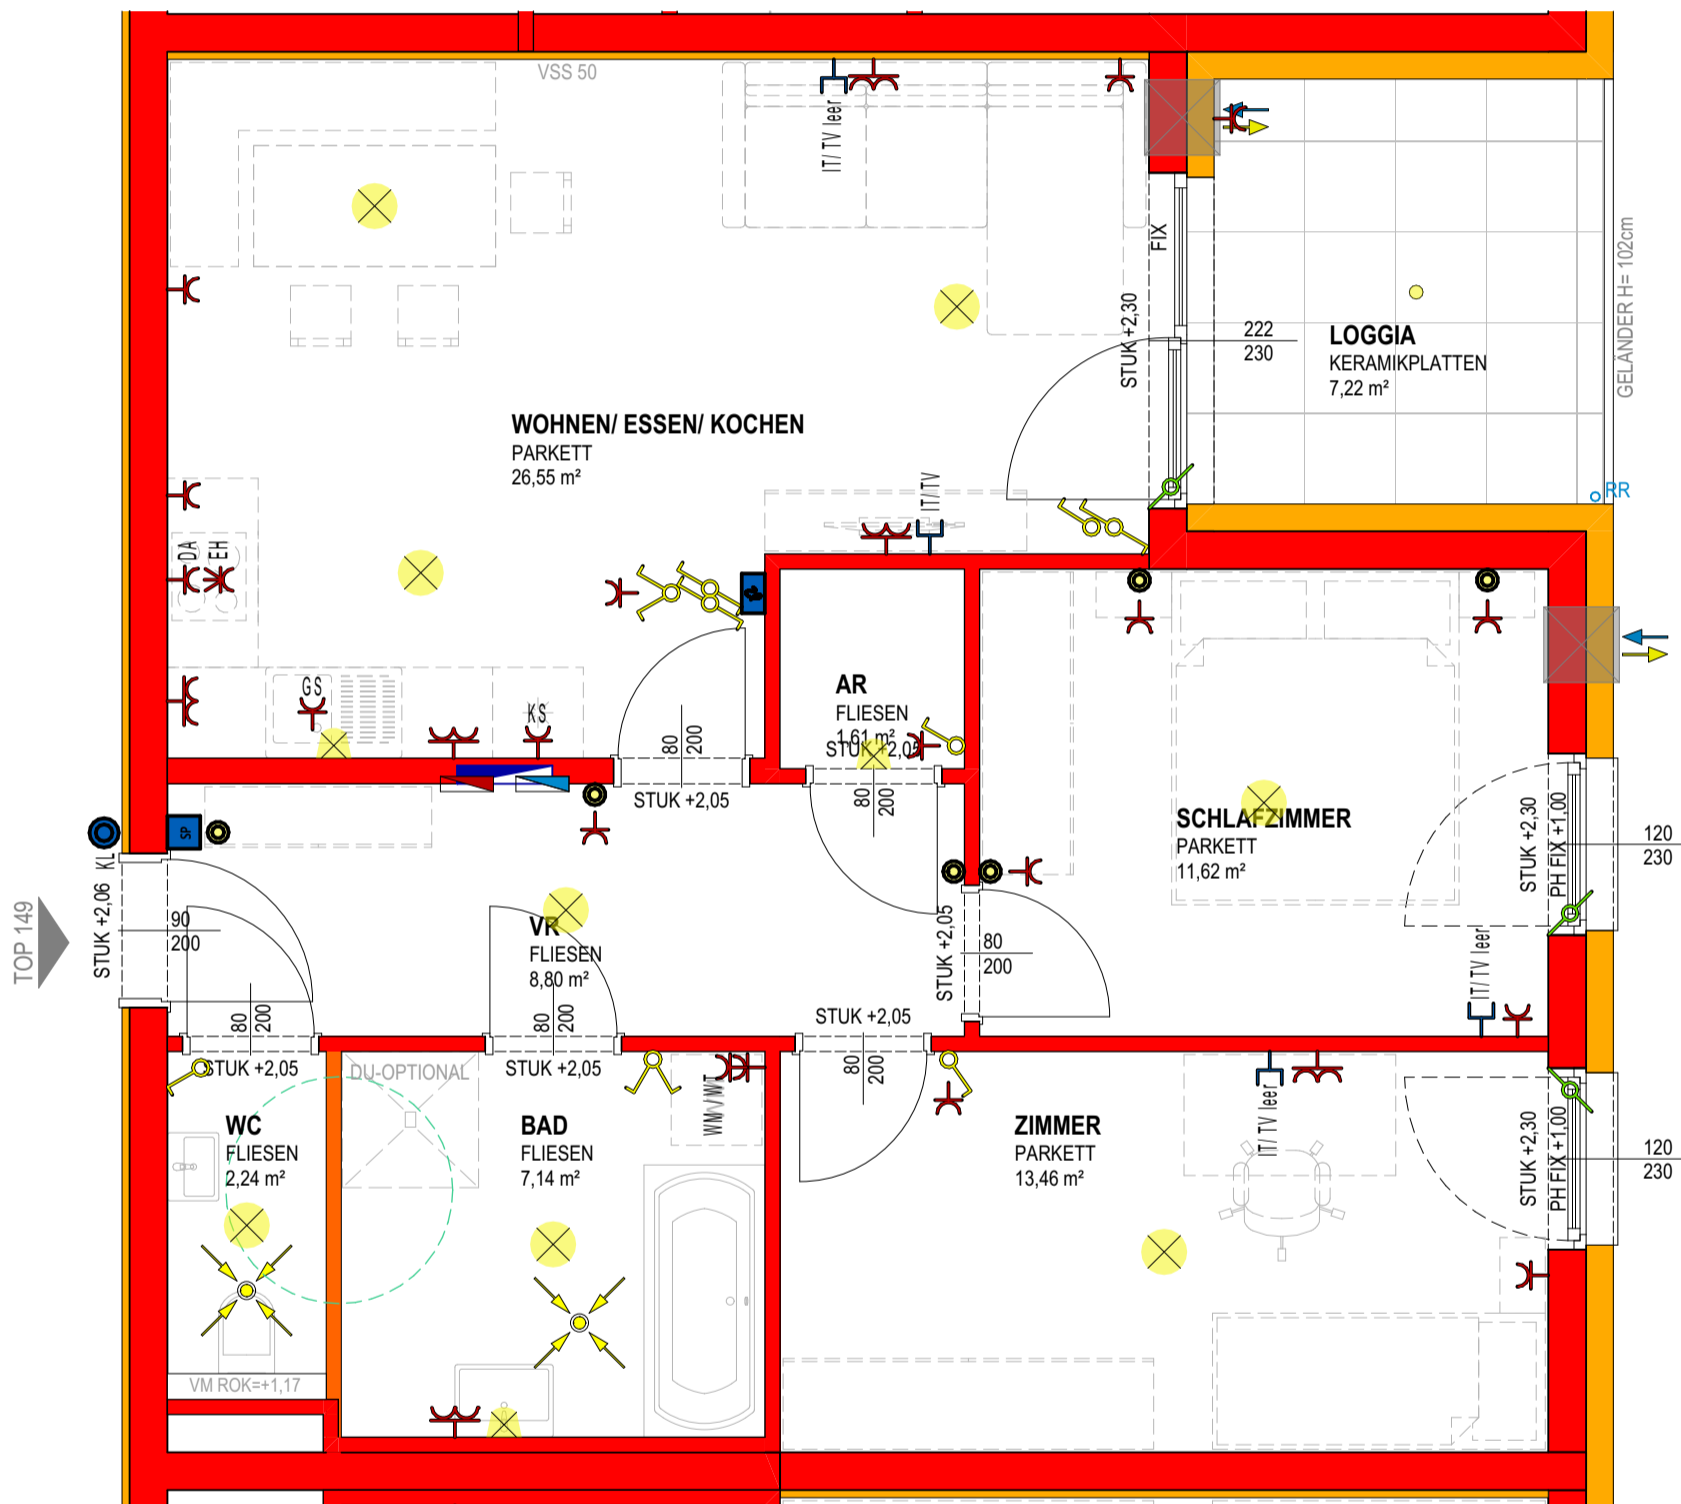 VSS 50
IT/ TV leer
FIX
STUK +2,30
222
230
LOGGIA
KERAMIKPLATTEN
7,22 m²
GELÄNDER H= 102cm
RR
WOHNEN/ ESSEN/ KOCHEN
PARKETT
26,55 m²
IT/TV
DA
EH
GS
KS
80
200
STUK +2,05
AR
FLIESEN
1,61 m²
STUK +2,05
80
200
SCHLAFZIMMER
PARKETT
11,62 m²
STUK +2,30
PH FIX +1,00
120
230
IT/ TV leer
SP
KL
STUK +2,06
90
200
TOP 149
VR
FLIESEN
8,80 m²
STUK +2,05
80
200
80
200
STUK +2,05
80
200
STUK +2,05
STUK +2,05
80
200
DU-OPTIONAL
WM/WT
WC
FLIESEN
2,24 m²
BAD
FLIESEN
7,14 m²
ZIMMER
PARKETT
13,46 m²
IT/ TV leer
STUK +2,30
PH FIX +1,00
120
230
VM ROK=+1,17